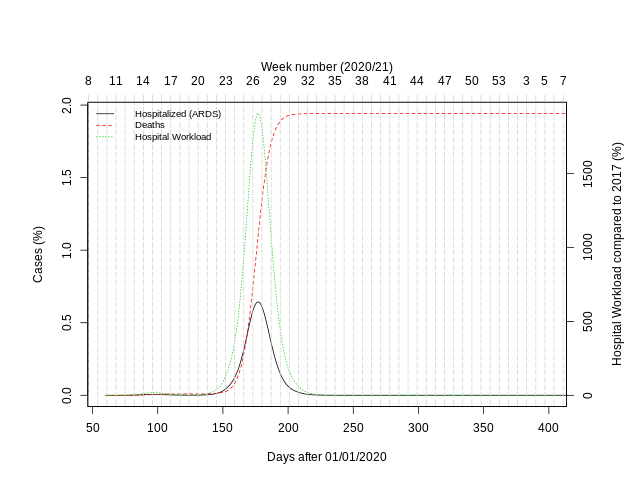 Week number (2020/21)
8 11 14 17 20 23 26 29 32 35 38 41 44 47 50 53 3 5 7
Hospitalized (ARDS)
Deaths
Hospital Workload
2.0
1.5
1.0
0.5
0.0
Cases (%)
1500
1000
500
0
Hospital Workload compared to 2017 (%)
50 100 150 200 250 300 350 400
Days after 01/01/2020